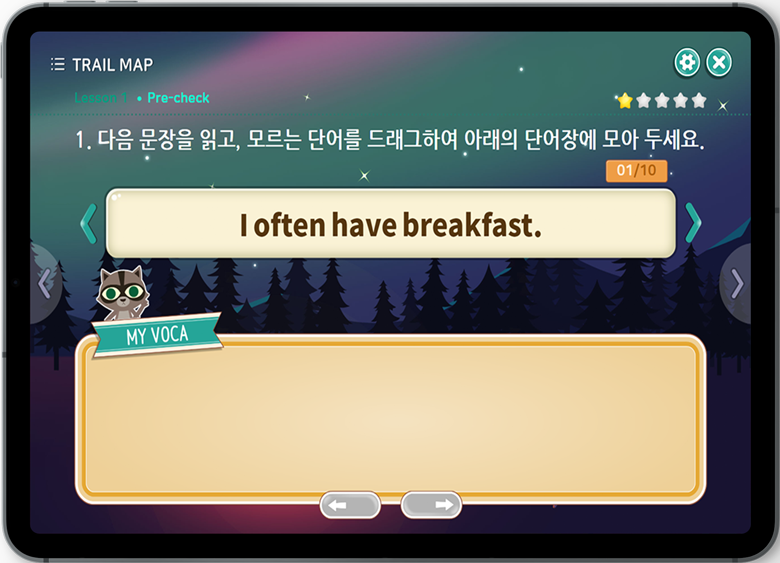 TRAIL MAP
Lesson 1 • Pre-check
1. 다음 문장을 읽고, 모르는 단어를 드래그하여 아래의 단어장에 모아 두세요.
01/10
I often have breakfast.
MY VOCA